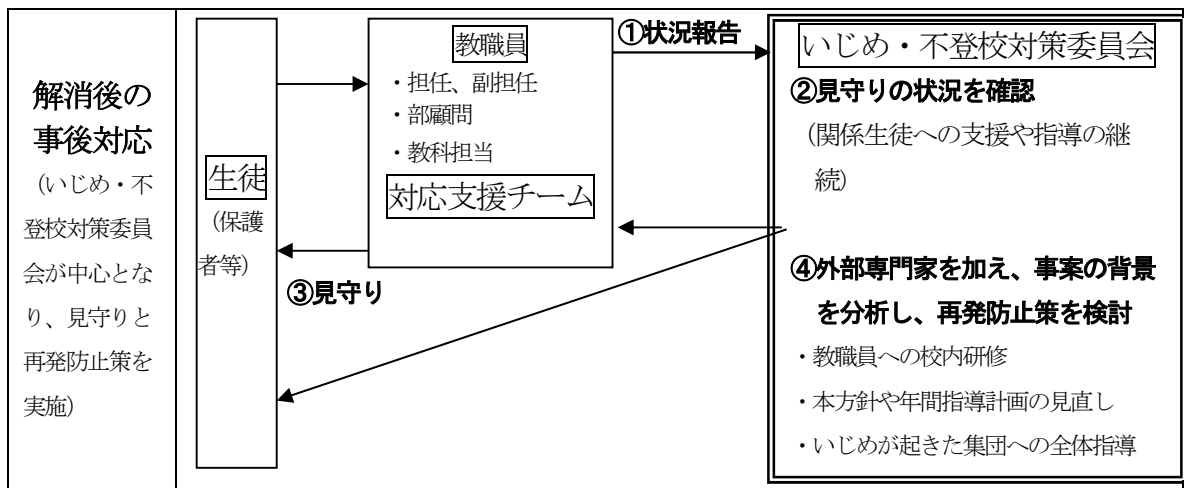 解消後の
事後対応
（いじめ・不
登校対策委員
会が中心とな
り、見守りと
再発防止策を
実施）
生徒
（保護
者等）
教職員
・担任、副担任
・部顧問
・教科担当
対応支援チーム
①状況報告
③見守り
いじめ・不登校対策委員会
②見守りの状況を確認
（関係生徒への支援や指導の継
続）
④外部専門家を加え、事案の背景
を分析し、再発防止策を検討
・教職員への校内研修
・本方針や年間指導計画の見直し
・いじめが起きた集団への全体指導